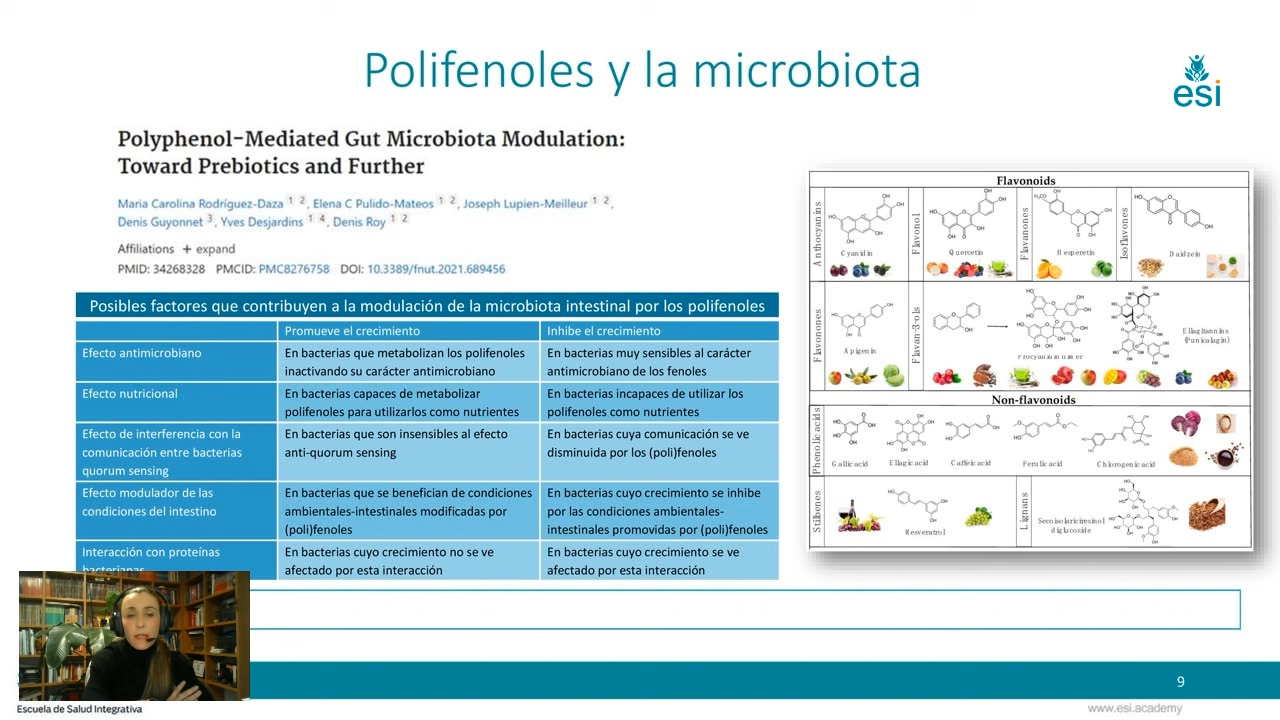 Polifenoles y la microbiota
esi
Polyphenol-Mediated Gut Microbiota Modulation:
Toward Prebiotics and Further
Maria Carolina Rodríguez-Daza 1 2, Elena C Pulido-Mateos 1 2, Joseph Lupien-Meilleur 1 2,
Denis Guyonnet 3, Yves Desjardins 1 4, Denis Roy 1 2
Affiliations + expand
PMID: 34268328 PMCID: PMC8276758 DOI: 10.3389/fnut.2021.689456
Posibles factores que contribuyen a la modulación de la microbiota intestinal por los polifenoles
Promueve el crecimiento
Inhibe el crecimiento
Efecto antimicrobiano
En bacterias que metabolizan los polifenoles
inactivando su carácter antimicrobiano
En bacterias muy sensibles al carácter
antimicrobiano de los fenoles
Efecto nutricional
En bacterias capaces de metabolizar
polifenoles para utilizarlos como nutrientes
En bacterias incapaces de utilizar los
polifenoles como nutrientes
Efecto de interferencia con la
comunicación entre bacterias
quorum sensing
En bacterias que son insensibles al efecto
anti-quorum sensing
En bacterias cuya comunicación se ve
disminuida por los (poli)fenoles
Efecto modulador de las
condiciones del intestino
En bacterias que se benefician de condiciones
ambientales-intestinales modificadas por
(poli)fenoles
En bacterias cuyo crecimiento se inhibe
por las condiciones ambientales-
intestinales promovidas por (poli)fenoles
Interacción con proteínas
bacterianas
En bacterias cuyo crecimiento no se ve
afectado por esta interacción
En bacterias cuyo crecimiento se ve
afectado por esta interacción
Flavonoids
Anthocyanins
Cyanidin
Flavonol
Quercetin
Flavanones
Hesperetin
Isoflavones
Daidzein
Flavonones
Apigenin
Flavan-3-ols
Procyanidin dimer
Ellagitannins
(Punicalagin)
Non-flavonoids
Phenolic acids
Gallic acid
Ellagic acid
Caffeic acid
Feralic acid
Chlorogenic acid
Stilbenes
Resveratrol
Lignans
Secoisolariciresinol
diglucoside
9
Escuela de Salud Integrativa
www.esi.academy